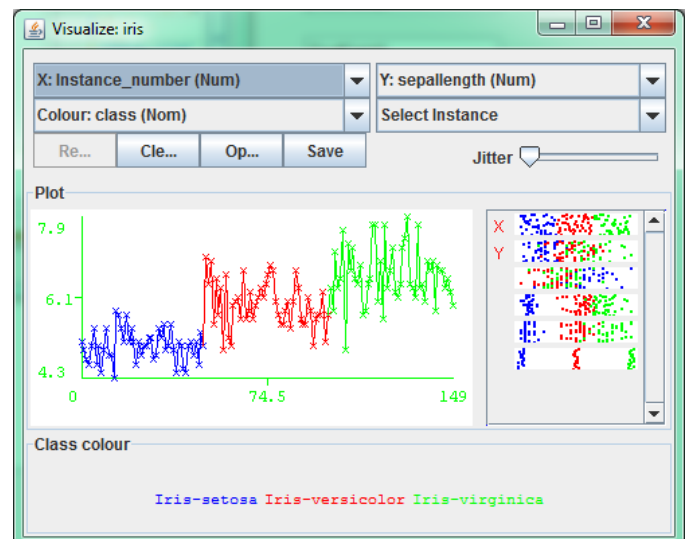 Visualize: iris
X: Instance_number (Num) Y: sepallength (Num)
Colour: class (Nom) Select Instance
Re... Cle... Op... Save Jitter
Plot
7.9
6.1
4.3
0 74.5 149
X
Y
Class colour
Iris-setosa Iris-versicolor Iris-virginica